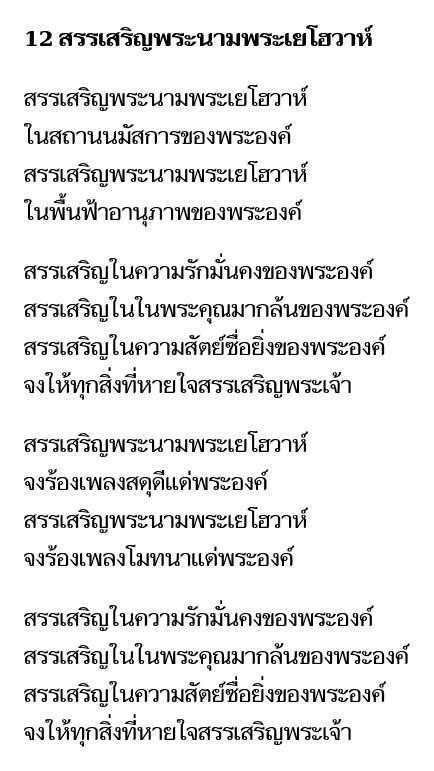 12 สรรเสริญพระนามพระเยโฮวาห์
สรรเสริญพระนามพระเยโฮวาห์
ในสถานนมัสการของพระองค์
สรรเสริญพระนามพระเยโฮวาห์
ในพื้นฟ้าอานุภาพของพระองค์
สรรเสริญในความรักมั่นคงของพระองค์
สรรเสริญในในพระคุณมากล้นของพระองค์
สรรเสริญในความสัตย์ซื่อยิ่งของพระองค์
จงให้ทุกสิ่งที่หายใจสรรเสริญพระเจ้า
สรรเสริญพระนามพระเยโฮวาห์
จงร้องเพลงสดุดีแด่พระองค์
สรรเสริญพระนามพระเยโฮวาห์
จงร้องเพลงโมทนาแด่พระองค์
สรรเสริญในความรักมั่นคงของพระองค์
สรรเสริญในในพระคุณมากล้นของพระองค์
สรรเสริญในความสัตย์ซื่อยิ่งของพระองค์
จงให้ทุกสิ่งที่หายใจสรรเสริญพระเจ้า